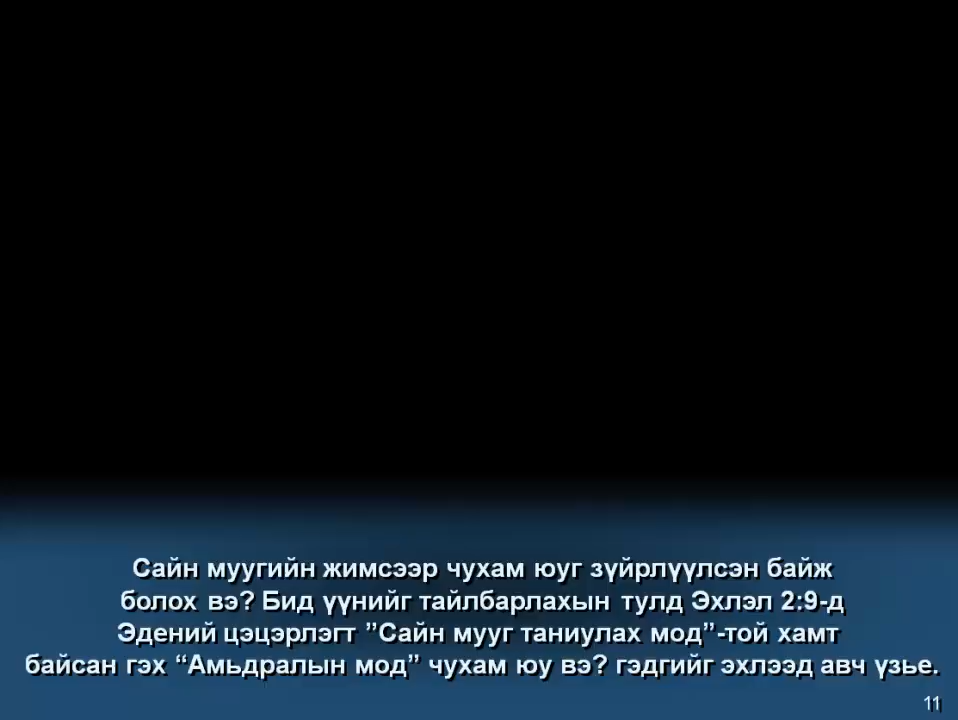 Сайн муугийн жимсээр чухам юуг зүйрлүүлсэн байж
болох вэ? Бид үүнийг тайлбарлахын тулд Эхлэл 2:9-д
Эдений цэцэрлэгт ”Сайн мууг таниулах мод”-той хамт
байсан гэх “Амьдралын мод” чухам юу вэ? гэдгийг эхлээд авч үзье.
11